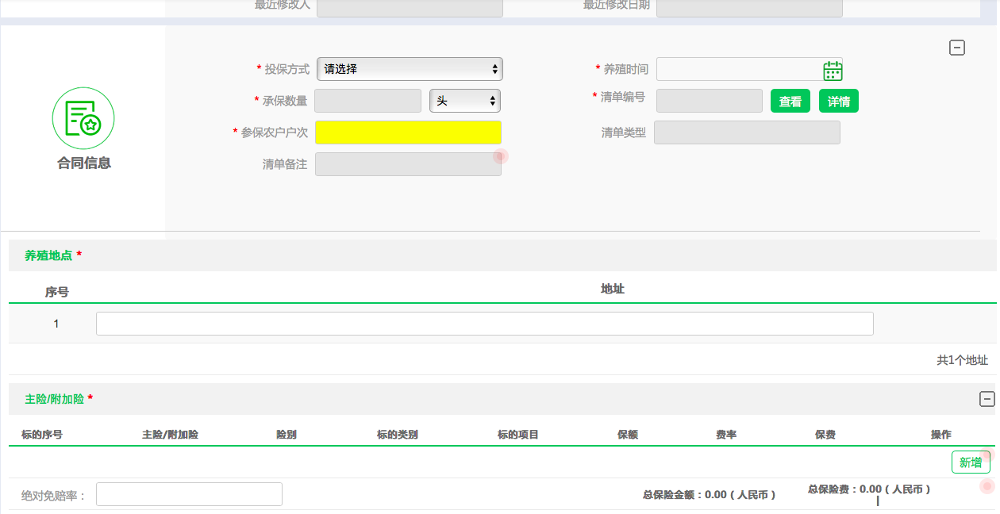 最近修改人 最近修改日期
* 投保方式 请选择 * 养殖时间
* 承保数量 头 * 清单编号 查看 详情
* 参保农户户次 清单类型
清单备注
合同信息
养殖地点 *
序号 地址
1
共1个地址
主险/附加险 *
标的序号 主险/附加险 险别 标的类别 标的项目 保额 费率 保费 操作
新增
绝对免赔率： 总保险金额：0.00（人民币） 总保险费：0.00（人民币）